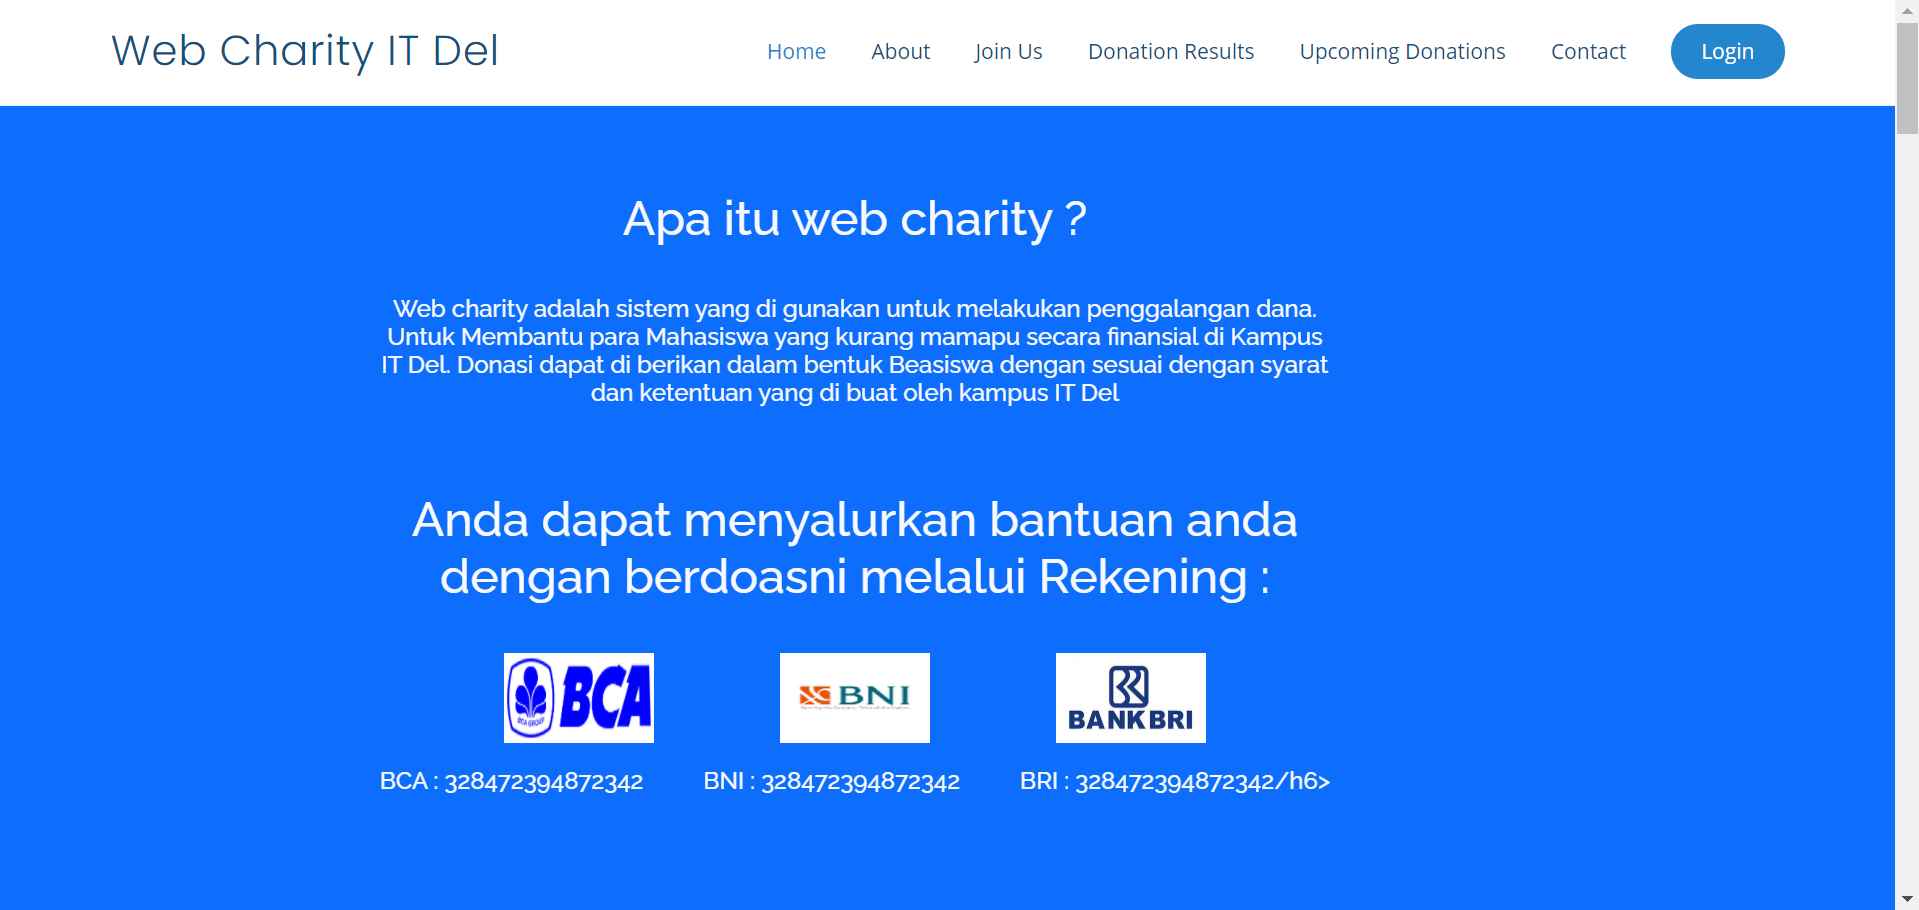 Web Charity IT Del
Home About Join Us Donation Results Upcoming Donations Contact Login
Apa itu web charity ?
Web charity adalah sistem yang di gunakan untuk melakukan penggalangan dana.
Untuk Membantu para Mahasiswa yang kurang mamapu secara finansial di Kampus
IT Del. Donasi dapat di berikan dalam bentuk Beasiswa dengan sesuai dengan syarat
dan ketentuan yang di buat oleh kampus IT Del
Anda dapat menyalurkan bantuan anda
dengan berdoasni melalui Rekening :
BCA GROUP BCA
BNI
BANK BRI
BCA : 328472394872342 BNI : 328472394872342 BRI : 328472394872342/h6>